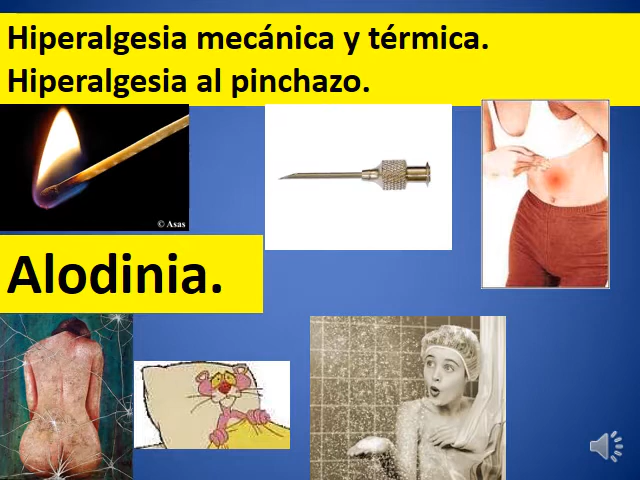 Hiperalgesia mecánica y térmica.
Hiperalgesia al pinchazo.
© Asas
Alodinia.